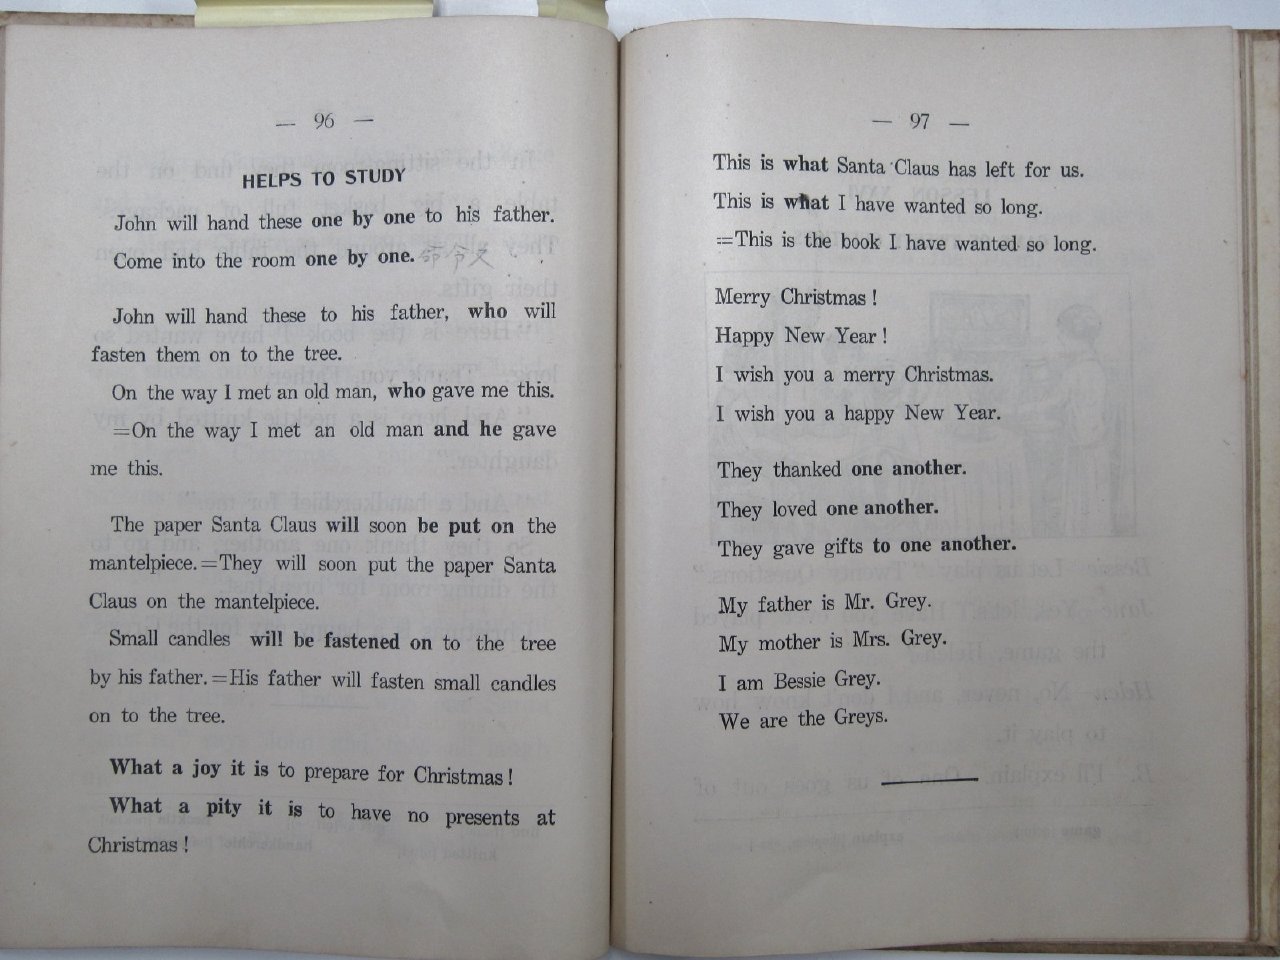 — 96 —
HELPS TO STUDY
John will hand these one by one to his father.
Come into the room one by one. 命令文
John will hand these to his father, who will
fasten them on to the tree.
On the way I met an old man, who gave me this.
=On the way I met an old man and he gave
me this.
The paper Santa Claus will soon be put on the
mantelpiece.=They will soon put the paper Santa
Claus on the mantelpiece.
Small candles will be fastened on to the tree
by his father.=His father will fasten small candles
on to the tree.
What a joy it is to prepare for Christmas!
What a pity it is to have no presents at
Christmas!
— 97 —
This is what Santa Claus has left for us.
This is what I have wanted so long.
=This is the book I have wanted so long.
Merry Christmas!
Happy New Year!
I wish you a merry Christmas.
I wish you a happy New Year.
They thanked one another.
They loved one another.
They gave gifts to one another.
My father is Mr. Grey.
My mother is Mrs. Grey.
I am Bessie Grey.
We are the Greys.